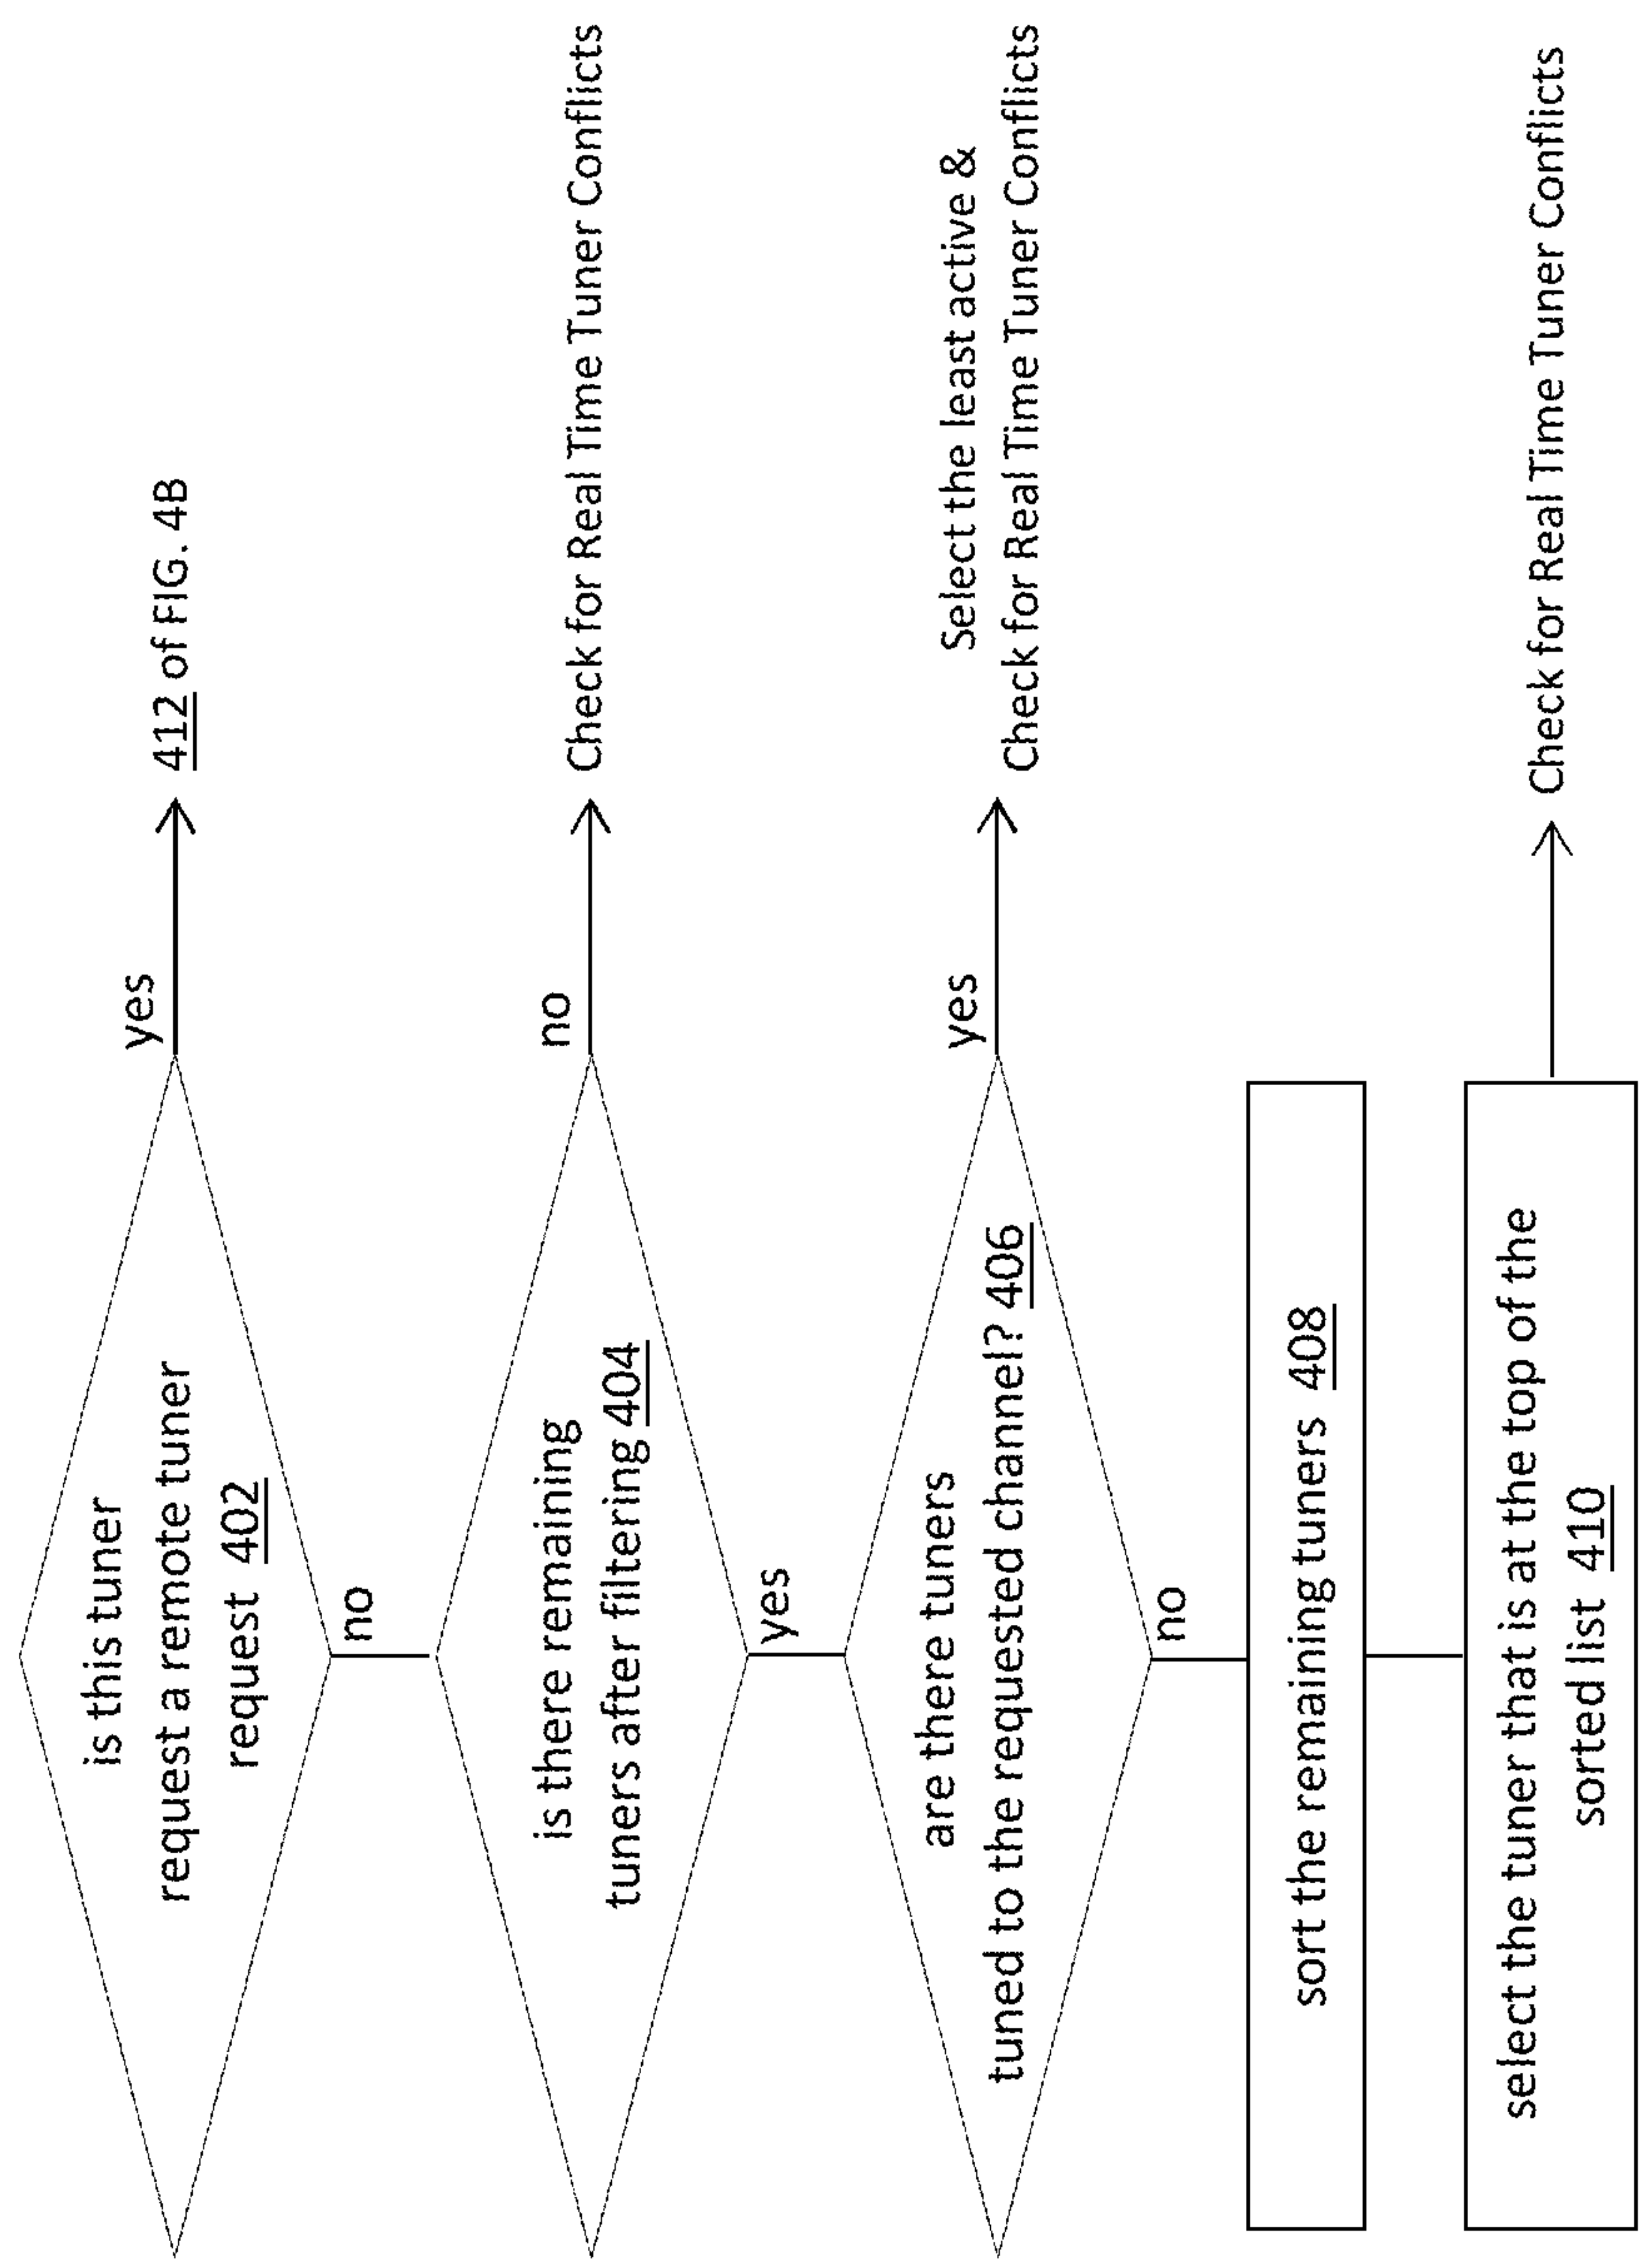 is this tuner
request a remote tuner
request 402
yes
412 of FIG. 4B
no
is there remaining
tuners after filtering 404
no
Check for Real Time Tuner Conflicts
yes
are there tuners
tuned to the requested channel? 406
yes
Select the least active &
Check for Real Time Tuner Conflicts
no
sort the remaining tuners 408
select the tuner that is at the top of the
sorted list 410
Check for Real Time Tuner Conflicts